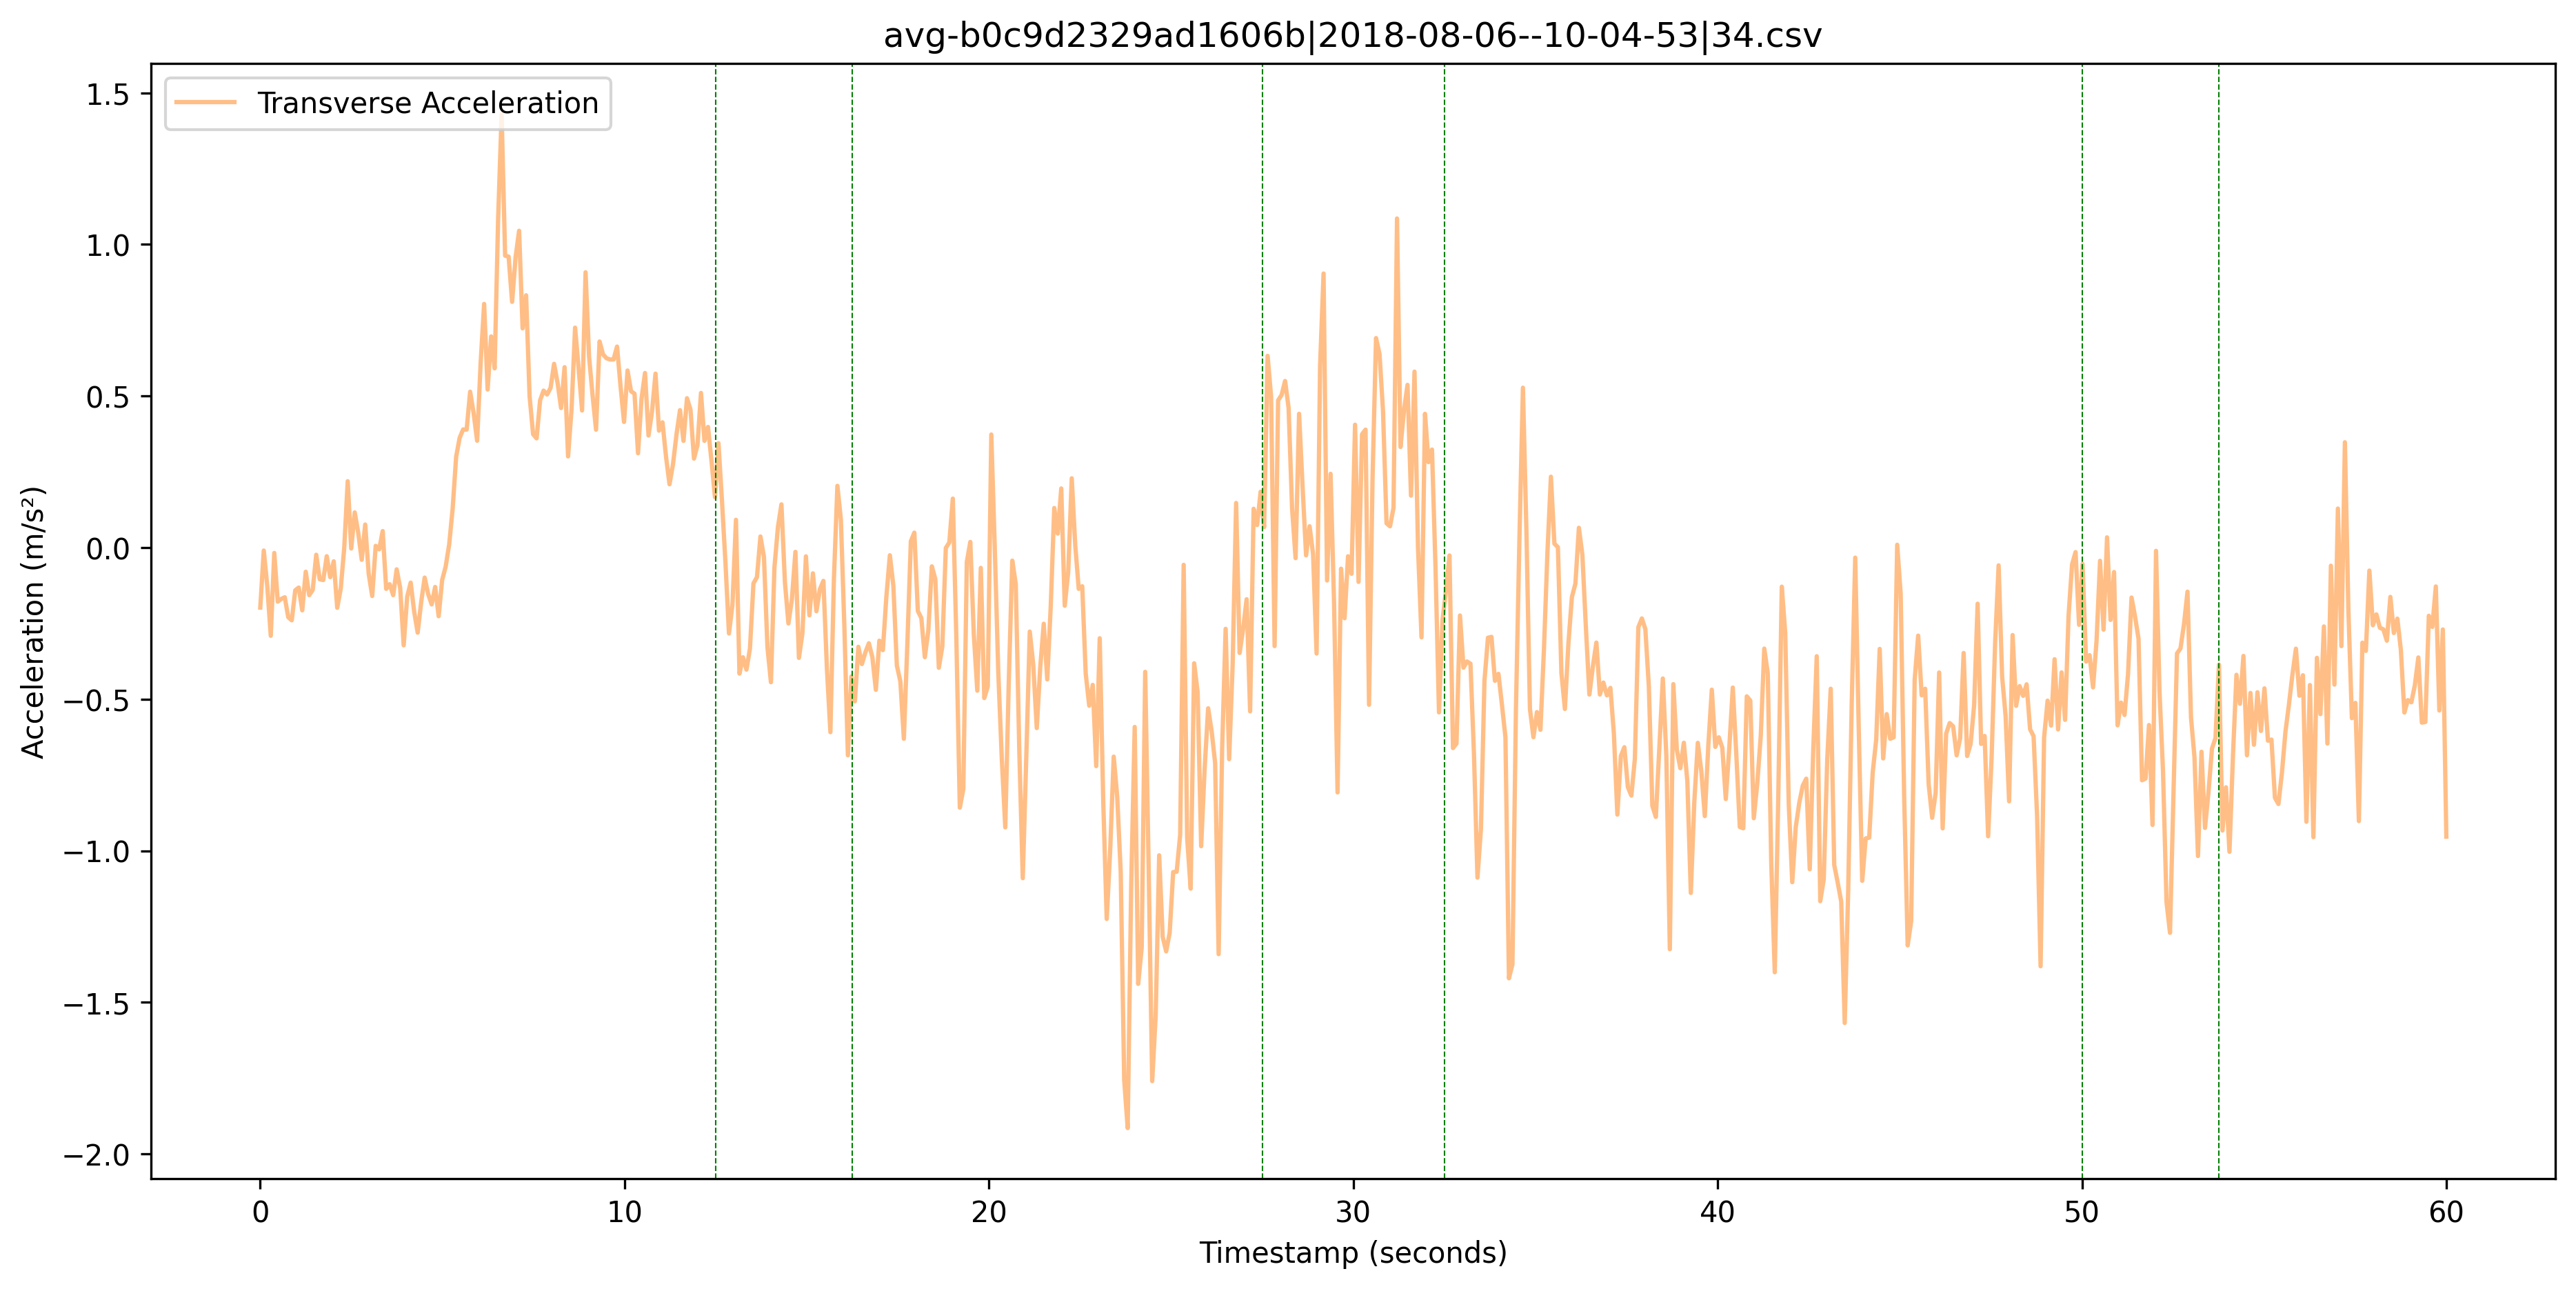 avg-b0c9d2329ad1606b|2018-08-06--10-04-53|34.csv
Transverse Acceleration
Acceleration (m/s²)
1.5
1.0
0.5
0.0
−0.5
−1.0
−1.5
−2.0
0 10 20 30 40 50 60
Timestamp (seconds)